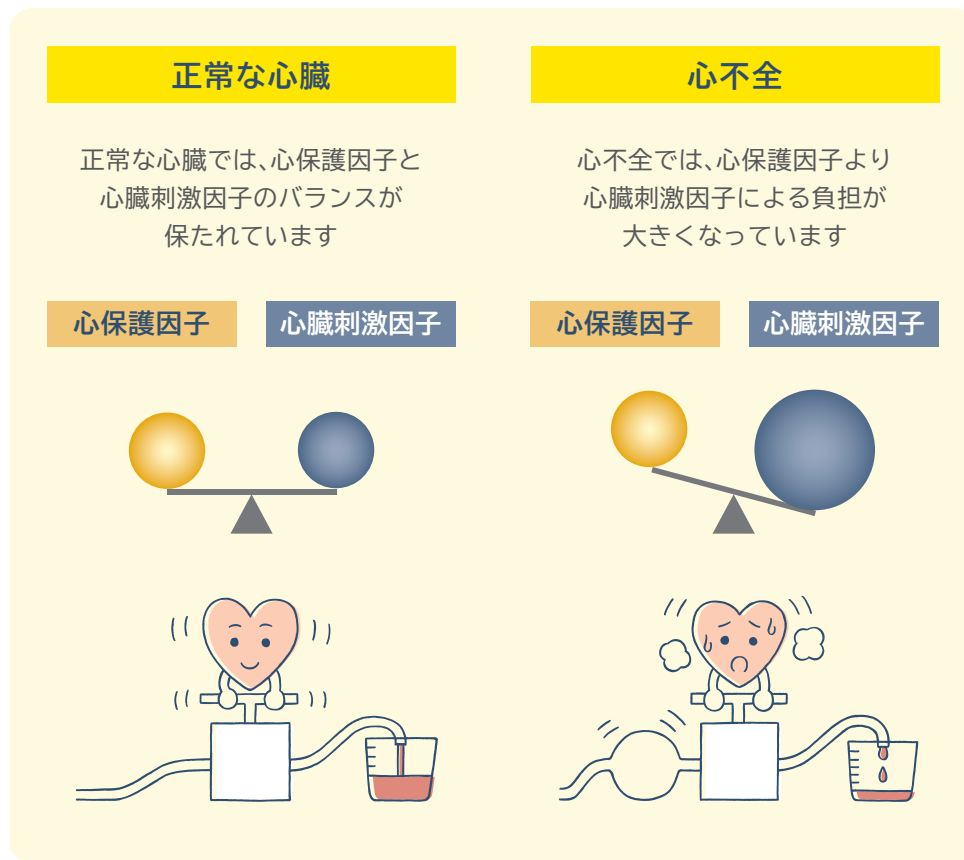 正常な心臓
正常な心臓では、心保護因子と
心臓刺激因子のバランスが
保たれています
心保護因子
心臓刺激因子
心不全
心不全では、心保護因子より
心臓刺激因子による負担が
大きくなっています
心保護因子
心臓刺激因子